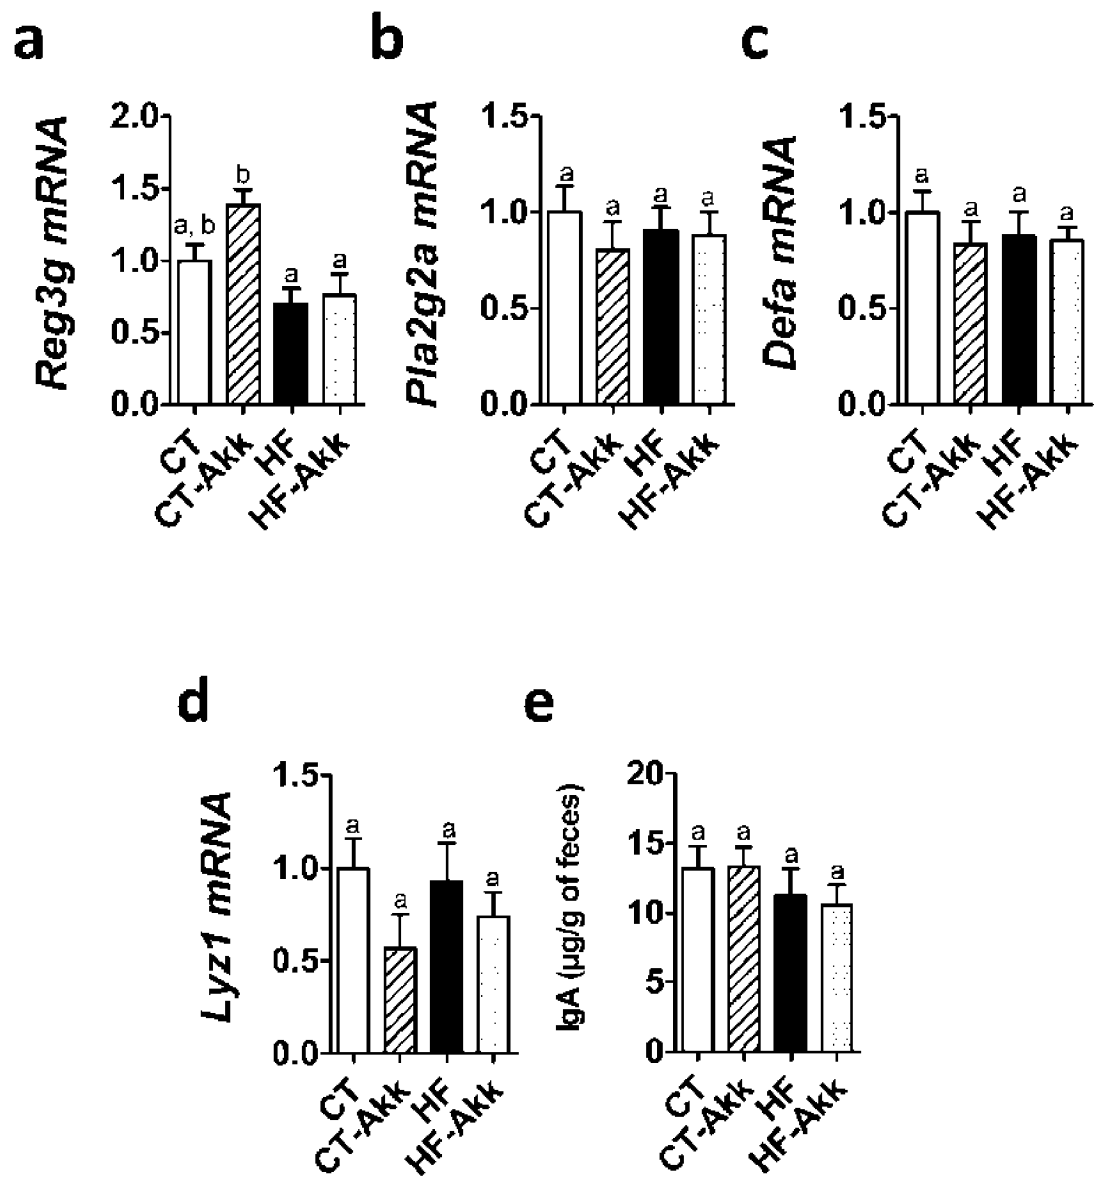 a
Reg3g mRNA
2.0
1.5
1.0
0.5
0.0
a, b
b
a
a
CT
CT-Akk
HF
HF-Akk
b
Pla2g2a mRNA
1.5
1.0
0.5
0.0
a
a
a
a
CT
CT-Akk
HF
HF-Akk
c
Defa mRNA
1.5
1.0
0.5
0.0
a
a
a
a
CT
CT-Akk
HF
HF-Akk
d
Lyz1 mRNA
1.5
1.0
0.5
0.0
a
a
a
a
CT
CT-Akk
HF
HF-Akk
e
IgA (µg/g of feces)
20
15
10
5
0
a
a
a
a
CT
CT-Akk
HF
HF-Akk